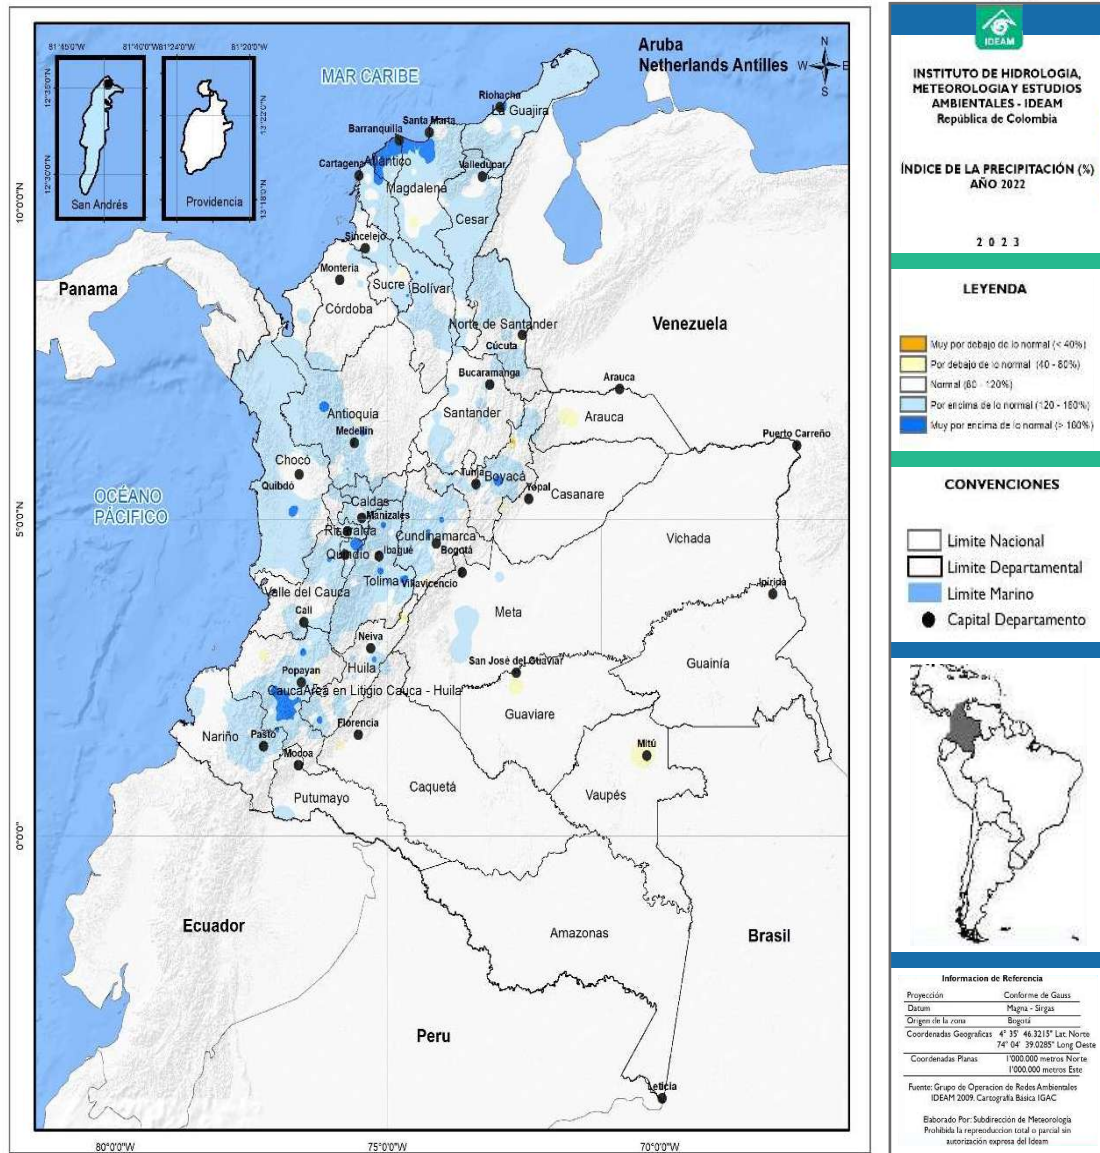 81°45'0"W
81°40'0"W
81°24'0"W
81°20'0"W
12°35'0"N
12°30'0"N
13°22'0"N
13°18'0"N
San Andrés
Providencia
MAR CARIBE
Aruba
Netherlands Antilles
N
W
E
S
Riohacha
La Guajira
Santa Marta
Barranquilla
Atlántico
Cartagena
Magdalena
Valledupar
Cesar
Sincelejo
Montería
Sucre
Bolívar
Córdoba
Panama
Norte de Santander
Cúcuta
Venezuela
Bucaramanga
Arauca
Santander
Arauca
Antioquia
Medellín
Puerto Carreño
Chocó
Quibdó
Tunja
Boyacá
Yopal
Casanare
OCÉANO
PÁCIFICO
Caldas
Manizales
Risaralda
Cundinamarca
Quindío
Ibagué
Bogotá
Vichada
Tolima
Villavicencio
Valle del Cauca
Inírida
Cali
Meta
Neiva
Huila
San José del Guaviar
Guainía
Popayan
Cauca
Area en Litigio Cauca - Huila
Guaviare
Nariño
Pasto
Florencia
Mocoa
Mitú
Putumayo
Caquetá
Vaupés
Ecuador
Amazonas
Brasil
Peru
Leticia
10°0'0"N
5°0'0"N
0°0'0"
80°0'0"W
75°0'0"W
70°0'0"W
IDEAM
INSTITUTO DE HIDROLOGIA,
METEOROLOGIA Y ESTUDIOS
AMBIENTALES - IDEAM
República de Colombia
ÍNDICE DE LA PRECIPITACIÓN (%)
AÑO 2022
2 0 2 3
LEYENDA
Muy por debajo de lo normal (< 40%)
Por debajo de lo normal (40 - 80%)
Normal (80 - 120%)
Por encima de lo normal (120 - 160%)
Muy por encima de lo normal (> 160%)
CONVENCIONES
Limite Nacional
Limite Departamental
Limite Marino
Capital Departamento
Informacion de Referencia
Proyección Conforme de Gauss
Datum Magna - Sirgas
Origen de la zona Bogotá
Coordenadas Geograficas 4° 35' 46.3215" Lat. Norte
74° 04' 39.0285" Long Oeste
Coordenadas Planas 1'000.000 metros Norte
1'000.000 metros Este
Fuente: Grupo de Operacion de Redes Ambientales
IDEAM 2009. Cartografía Básica IGAC
Elaborado Por: Subdirección de Meteorologia
Prohibida la reproduccion total o parcial sin
autorización expresa del Ideam